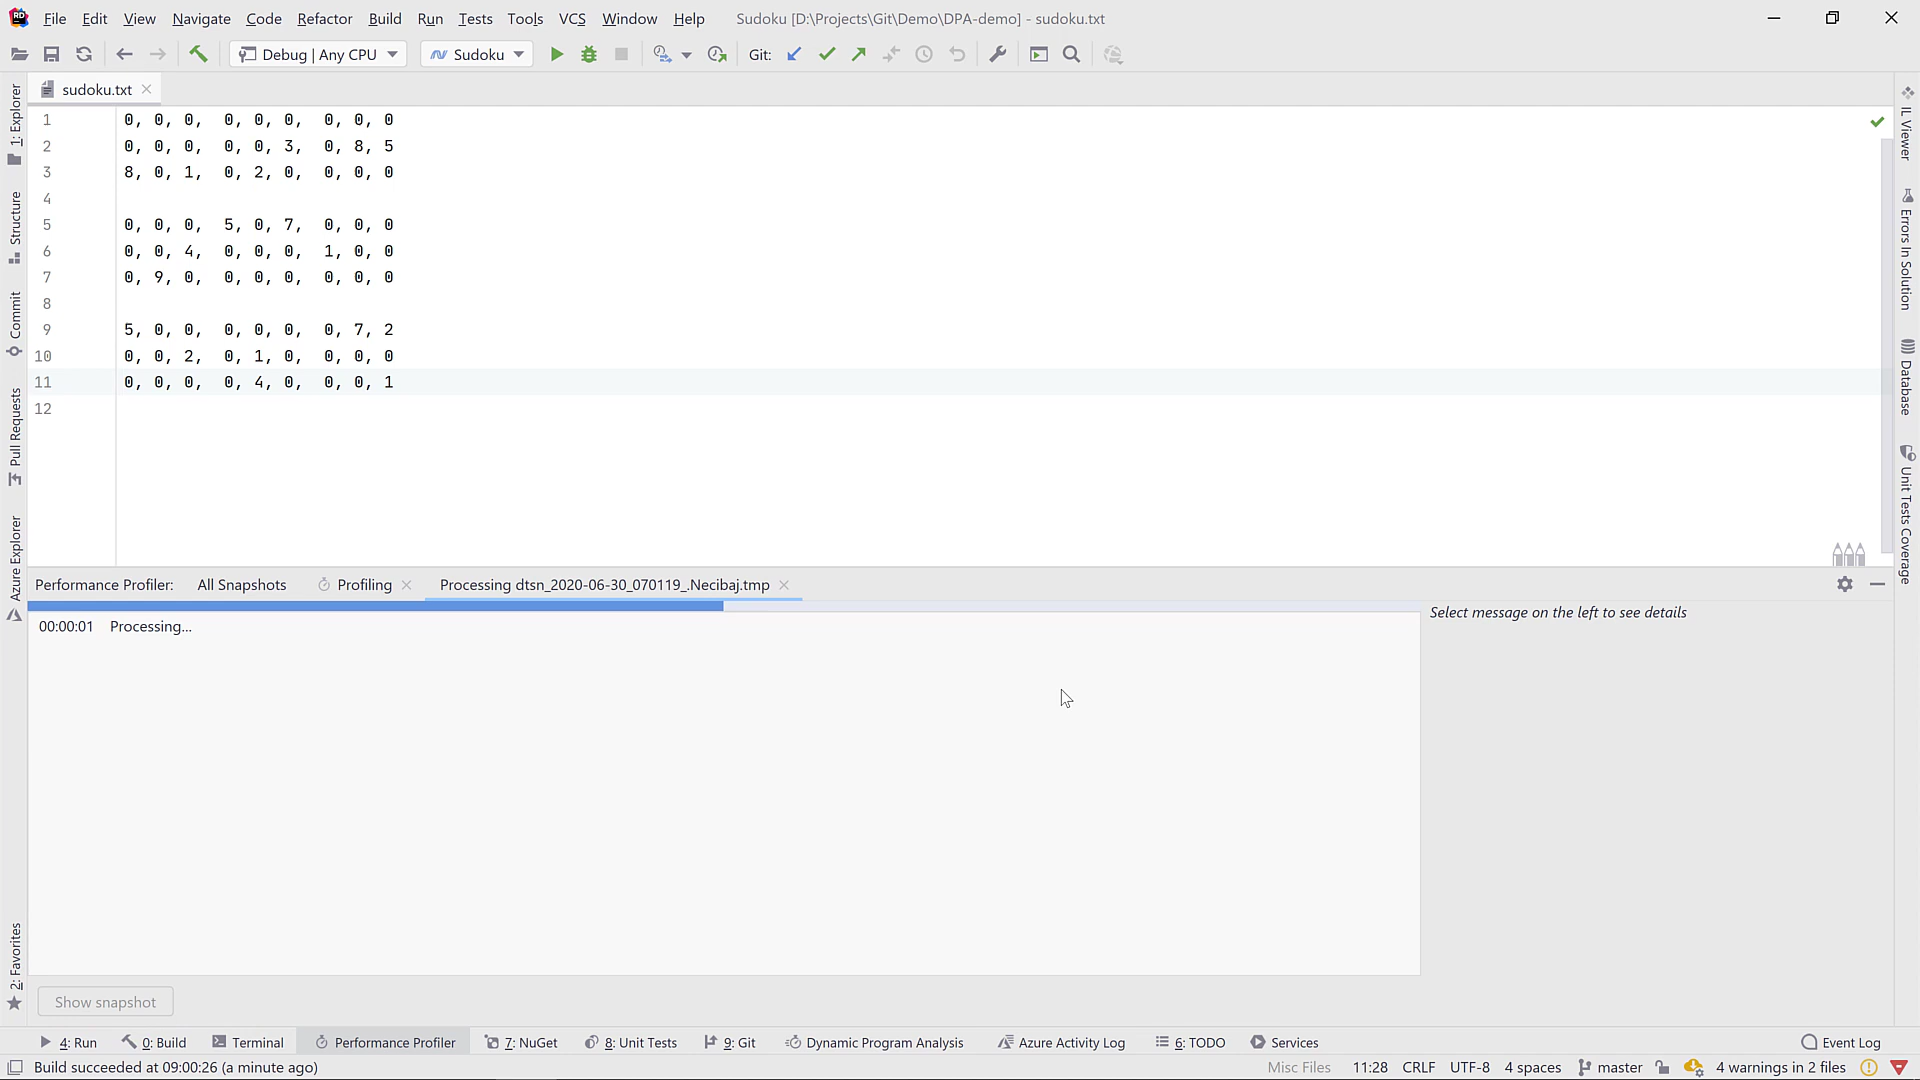 File Edit View Navigate Code Refactor Build Run Tests Tools VCS Window Help Sudoku [D:\Projects\Git\Demo\DPA-demo] - sudoku.txt
Debug | Any CPU Sudoku Git:
sudoku.txt
1 0, 0, 0, 0, 0, 0, 0, 0, 0
2 0, 0, 0, 0, 0, 3, 0, 8, 5
3 8, 0, 1, 0, 2, 0, 0, 0, 0
4
5 0, 0, 0, 5, 0, 7, 0, 0, 0
6 0, 0, 4, 0, 0, 0, 1, 0, 0
7 0, 9, 0, 0, 0, 0, 0, 0, 0
8
9 5, 0, 0, 0, 0, 0, 0, 7, 2
10 0, 0, 2, 0, 1, 0, 0, 0, 0
11 0, 0, 0, 0, 4, 0, 0, 0, 1
12
1: Explorer
Structure
Commit
Pull Requests
Azure Explorer
2: Favorites
IL Viewer
Errors In Solution
Database
Unit Tests Coverage
Performance Profiler: All Snapshots Profiling Processing dtsn_2020-06-30_070119_.Necibaj.tmp
00:00:01 Processing...
Select message on the left to see details
Show snapshot
4: Run 0: Build Terminal Performance Profiler 7: NuGet 8: Unit Tests 9: Git Dynamic Program Analysis Azure Activity Log 6: TODO Services Event Log
Build succeeded at 09:00:26 (a minute ago) Misc Files 11:28 CRLF UTF-8 4 spaces master 4 warnings in 2 files